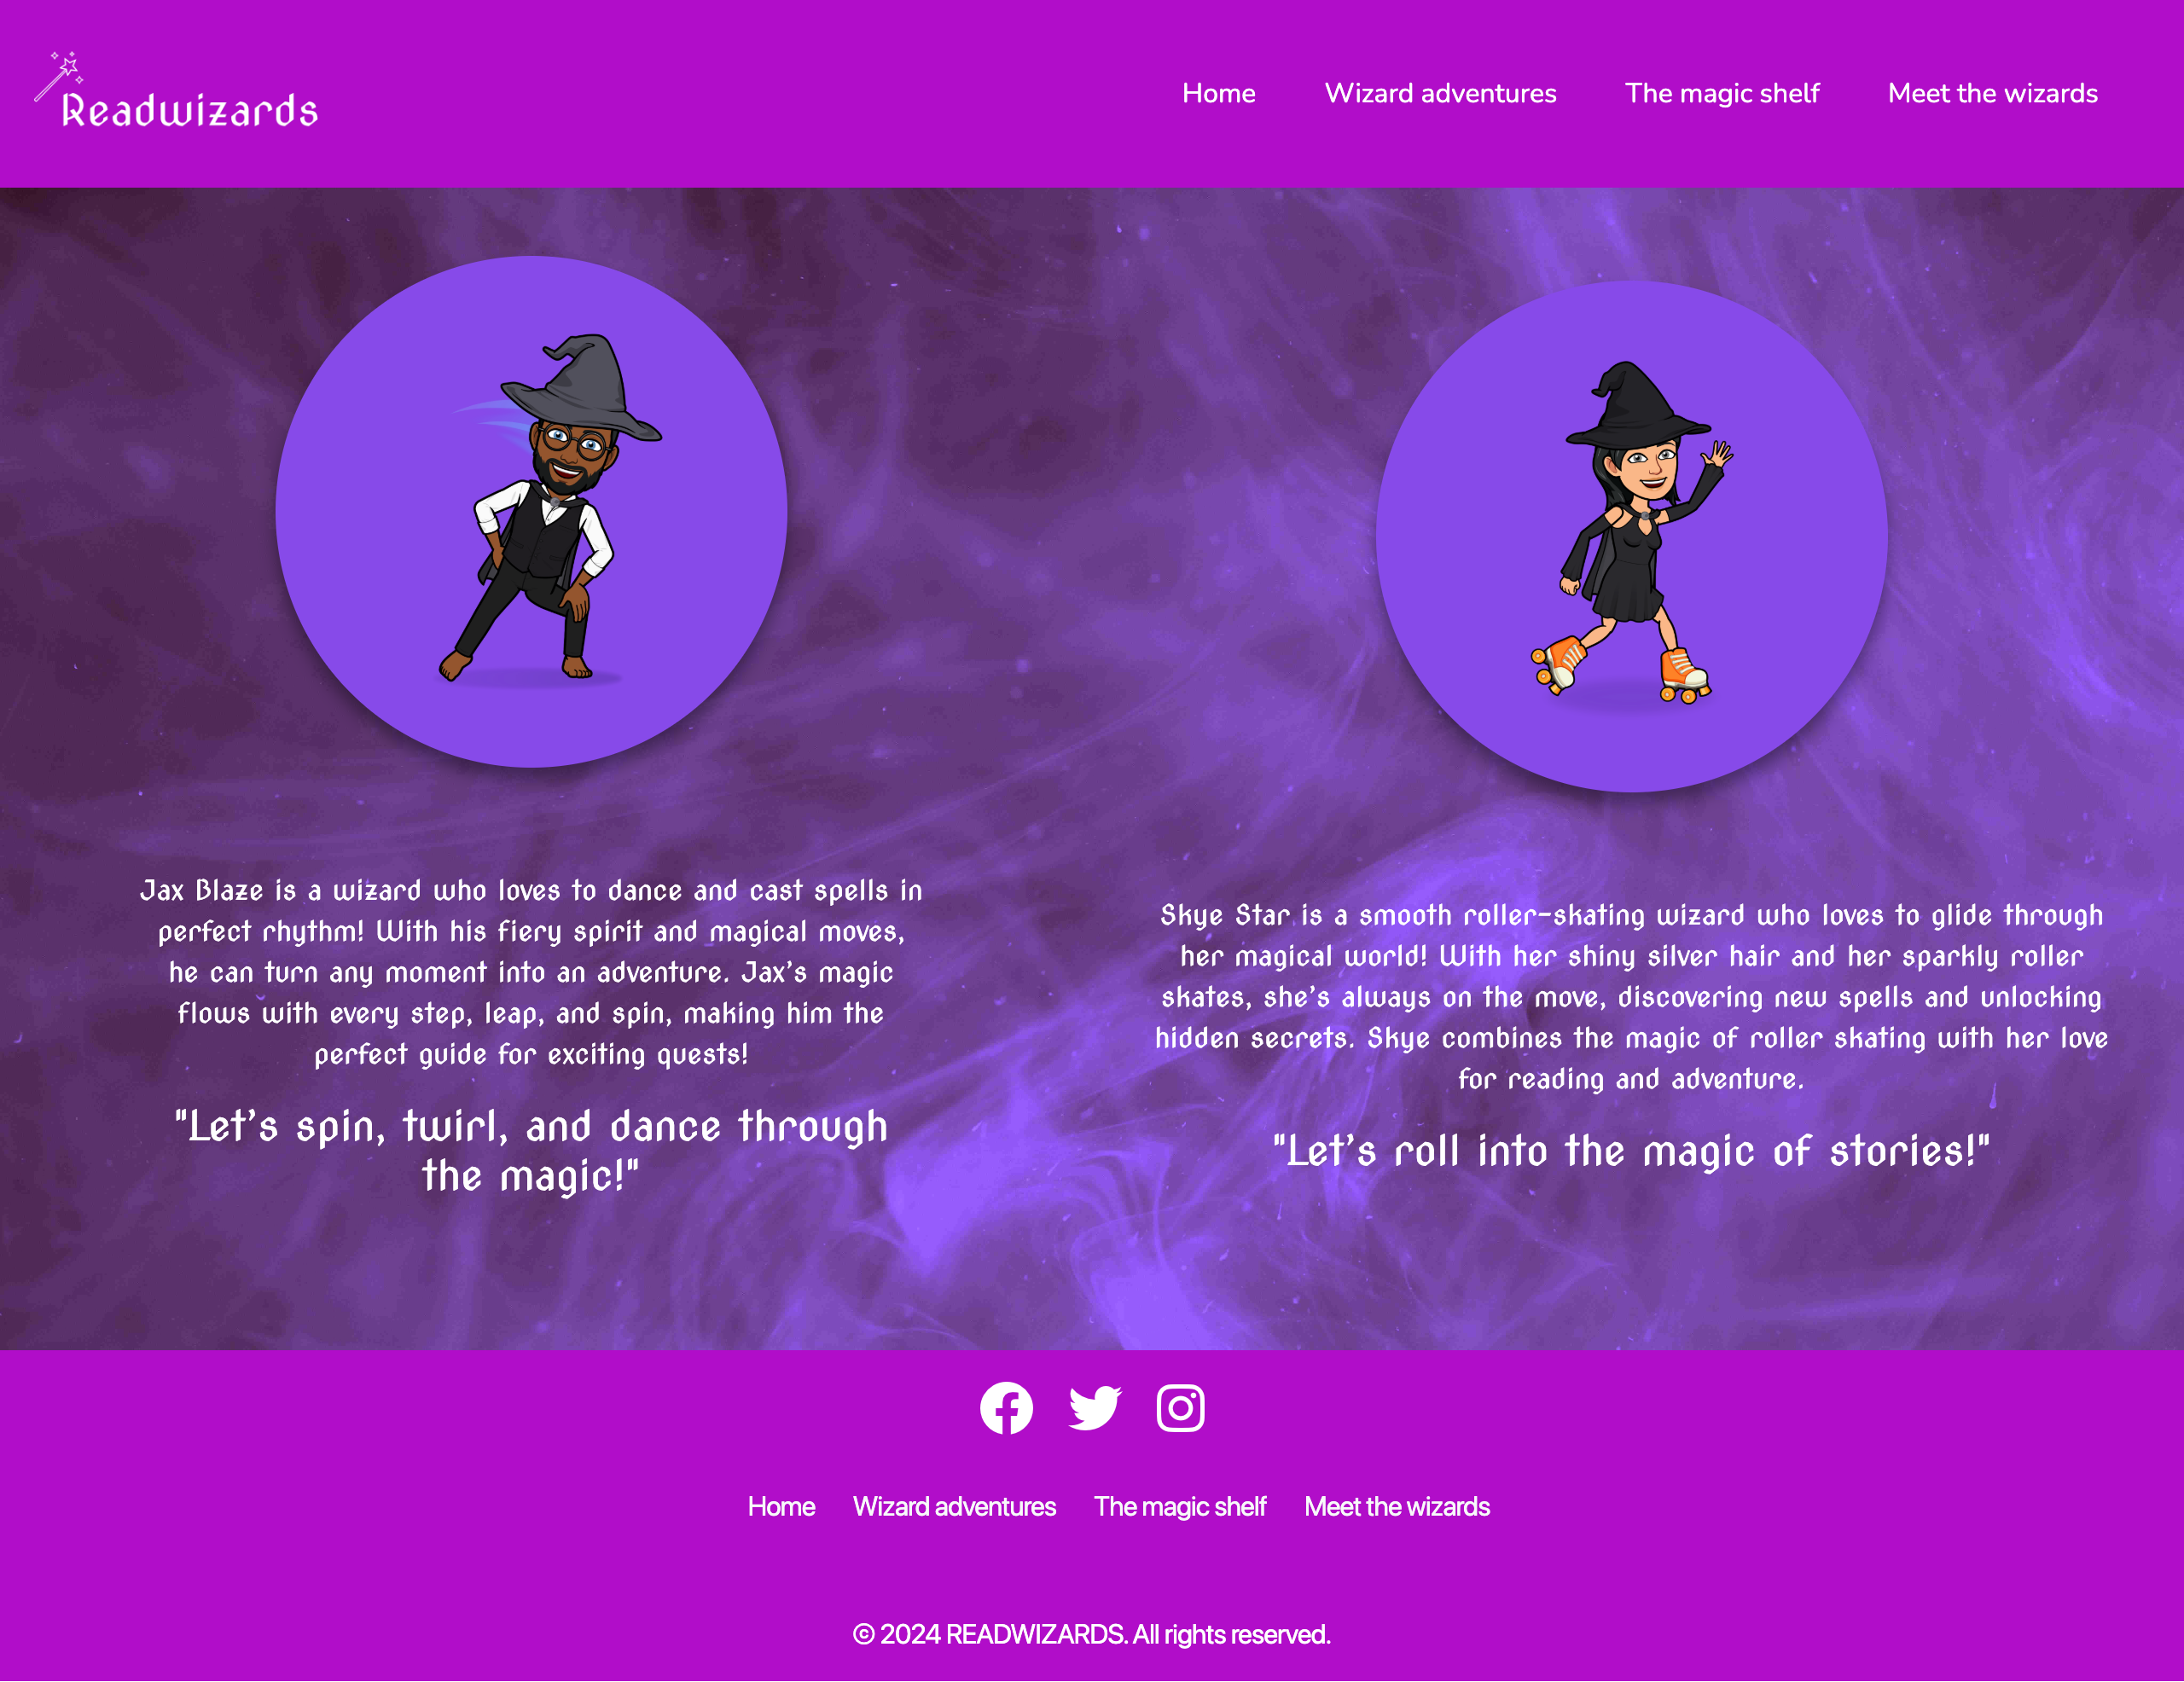 Readwizards
Home
Wizard adventures
The magic shelf
Meet the wizards
Jax Blaze is a wizard who loves to dance and cast spells in
perfect rhythm! With his fiery spirit and magical moves,
he can turn any moment into an adventure. Jax's magic
flows with every step, leap, and spin, making him the
perfect guide for exciting quests!
"Let's spin, twirl, and dance through
the magic!"
Skye Star is a smooth roller-skating wizard who loves to glide through
her magical world! With her shiny silver hair and her sparkly roller
skates, she's always on the move, discovering new spells and unlocking
hidden secrets. Skye combines the magic of roller skating with her love
for reading and adventure.
"Let's roll into the magic of stories!"
Home
Wizard adventures
The magic shelf
Meet the wizards
© 2024 READWIZARDS. All rights reserved.